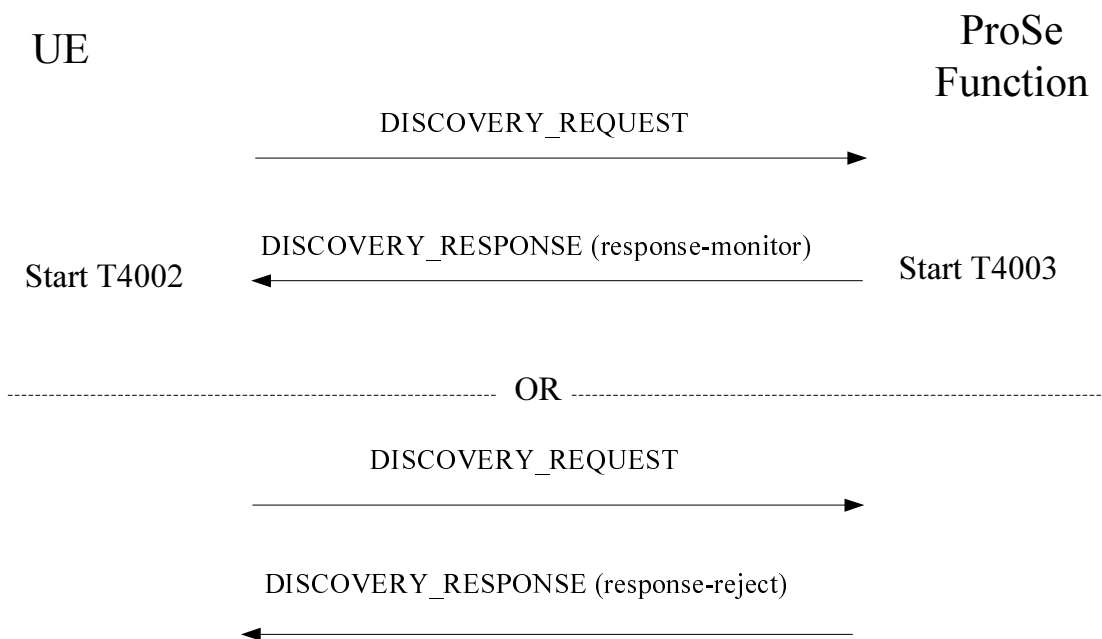 UE
ProSe
Function
DISCOVERY_REQUEST
DISCOVERY_RESPONSE (response-monitor)
Start T4002
Start T4003
OR
DISCOVERY_REQUEST
DISCOVERY_RESPONSE (response-reject)